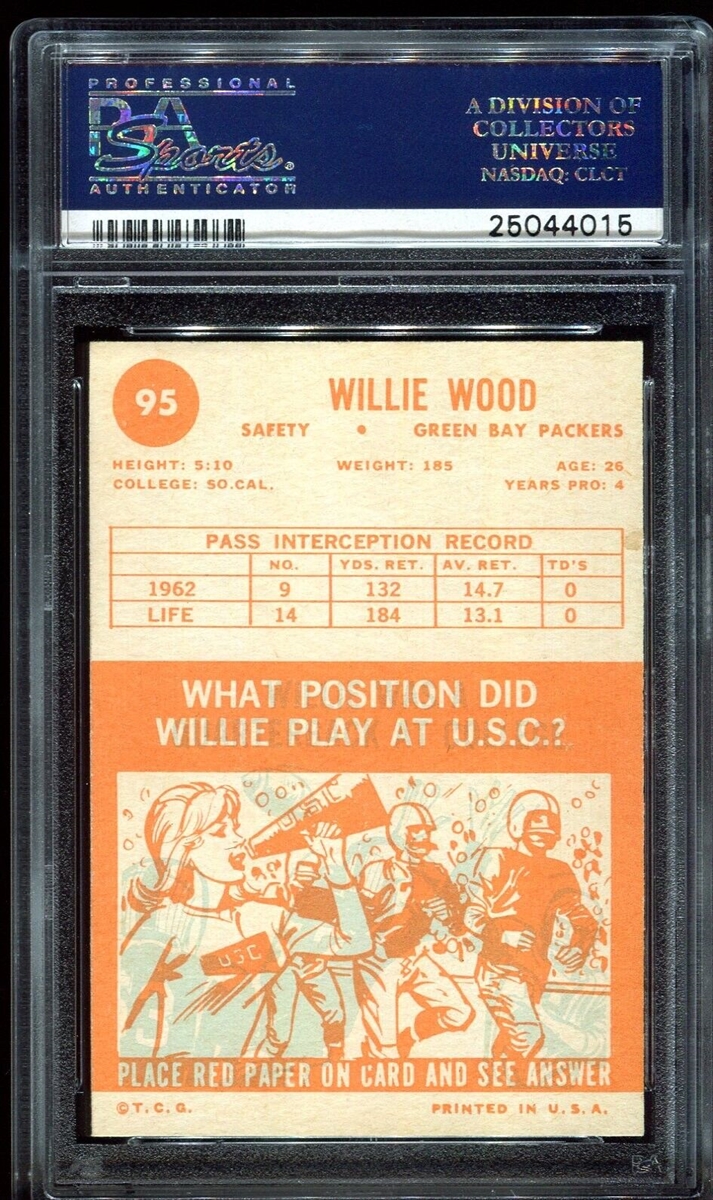 PROFESSIONAL
PSA
Sports®
AUTHENTICATOR
A DIVISION OF
COLLECTORS
UNIVERSE
NASDAQ: CLCT
25044015
95
WILLIE WOOD
SAFETY • GREEN BAY PACKERS
HEIGHT: 5:10 WEIGHT: 185 AGE: 26
COLLEGE: SO.CAL. YEARS PRO: 4
PASS INTERCEPTION RECORD
NO. YDS. RET. AV. RET. TD'S
1962 9 132 14.7 0
LIFE 14 184 13.1 0
WHAT POSITION DID
WILLIE PLAY AT U.S.C.?
USC
USC
PLACE RED PAPER ON CARD AND SEE ANSWER
©T.C.G. PRINTED IN U.S.A.
PSA